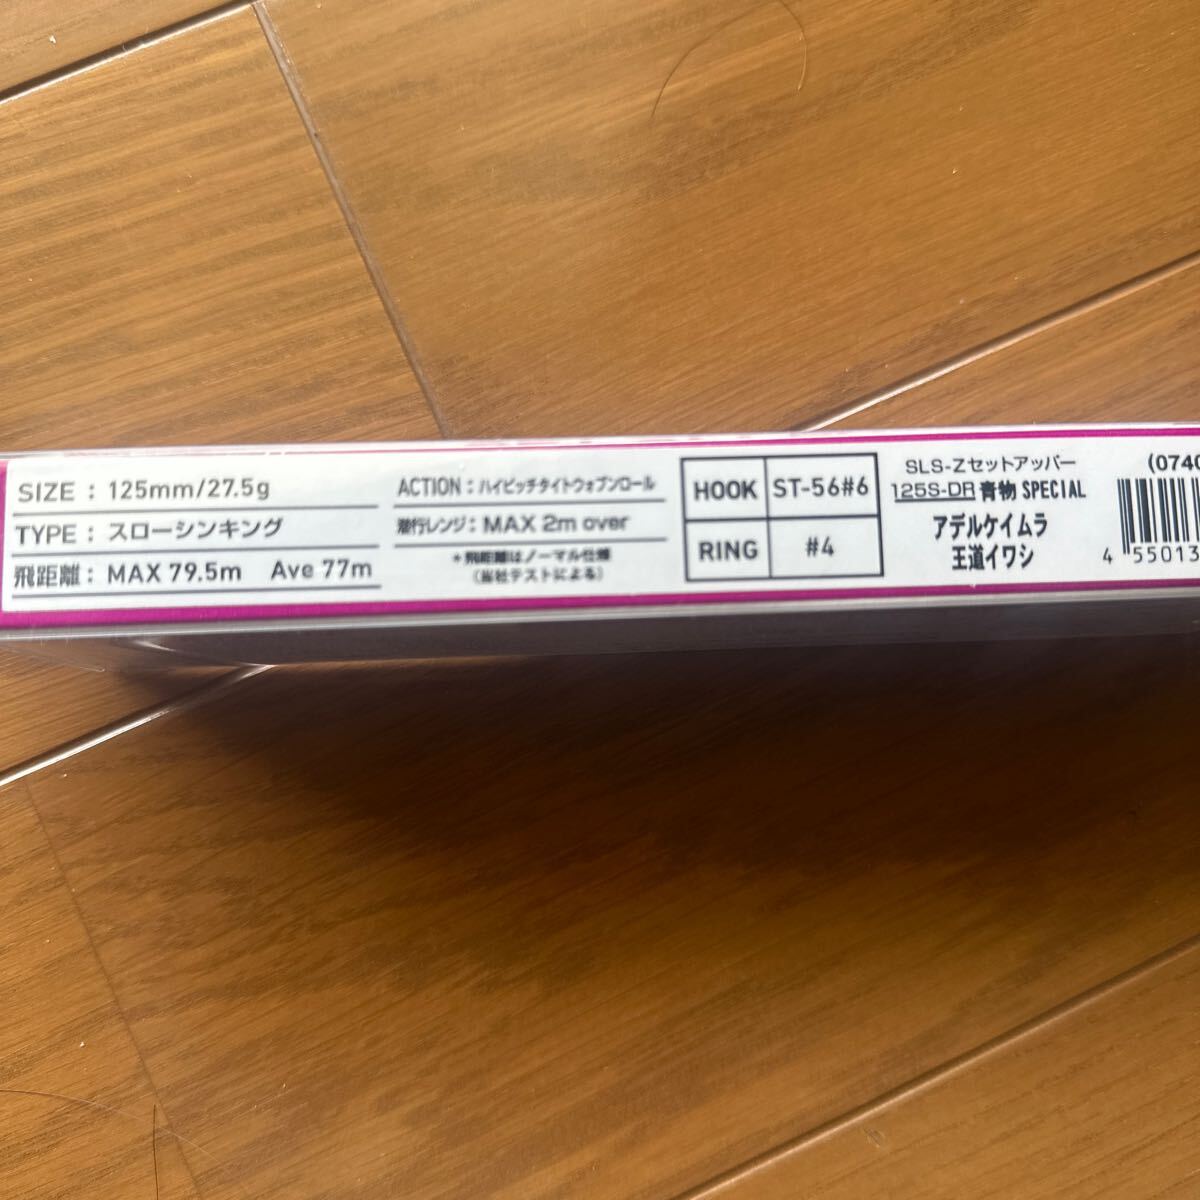 SIZE : 125mm/27.5g
TYPE : スローシンキング
飛距離 : MAX 79.5m Ave 77m
ACTION : ハイピッチタイトウォブンロール
潜行レンジ : MAX 2m over
*飛距離はノーマル仕様
(当社テストによる)
HOOK ST-56#6
RING #4
SLS-Zセットアッパー
125S-DR 青物 SPECIAL
アデルケイムラ
王道イワシ
(0740
4 55013